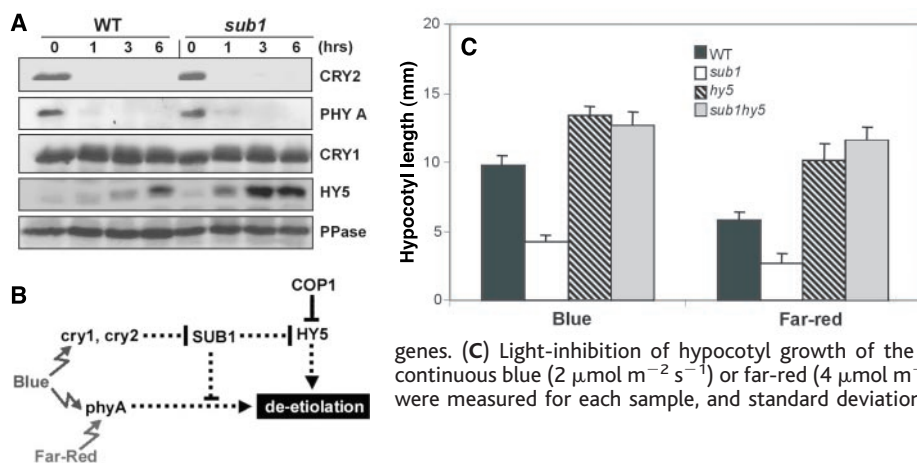 A
WT sub1
0 1 3 6 0 1 3 6 (hrs)
CRY2
PHY A
CRY1
HY5
PPase
B
COP1
cry1, cry2 SUB1 HY5
Blue
phyA de-etiolation
Far-Red
C
Hypocotyl length (mm)
20
15
10
5
0
WT
sub1
hy5
sub1hy5
Blue Far-red
genes. (C) Light-inhibition of hypocotyl growth of the
continuous blue (2 μmol m−2 s−1) or far-red (4 μmol m−
were measured for each sample, and standard deviation